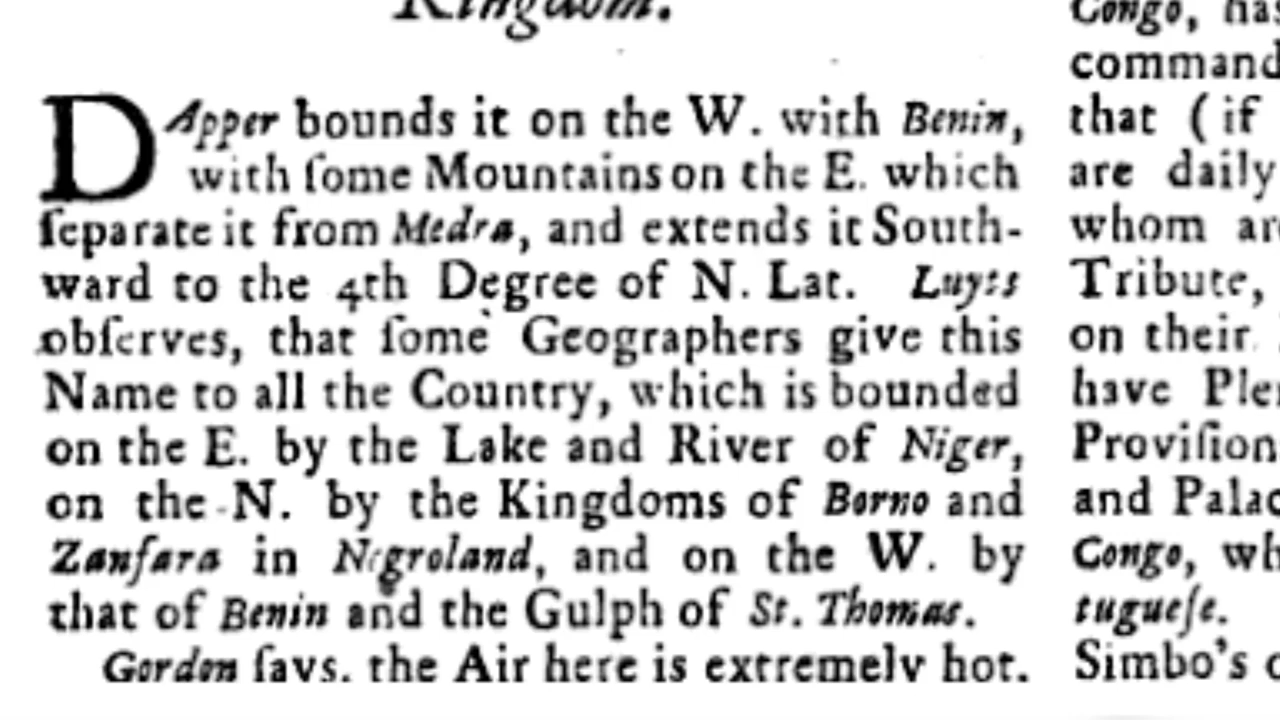 Kingdom.
DApper bounds it on the W. with Benin,
with ſome Mountains on the E. which
ſeparate it from Medra, and extends it South-
ward to the 4th Degree of N. Lat. Luyts
obſerves, that ſome Geographers give this
Name to all the Country, which is bounded
on the E. by the Lake and River of Niger,
on the N. by the Kingdoms of Borno and
Zanſara in Negroland, and on the W. by
that of Benin and the Gulph of St. Thomas.
Gordon ſays, the Air here is extremely hot.
Congo, has
command
that (if
are daily
whom ar
Tribute,
on their
have Ple
Proviſion
and Palac
Congo, wh
tugueſe.
Simbo's